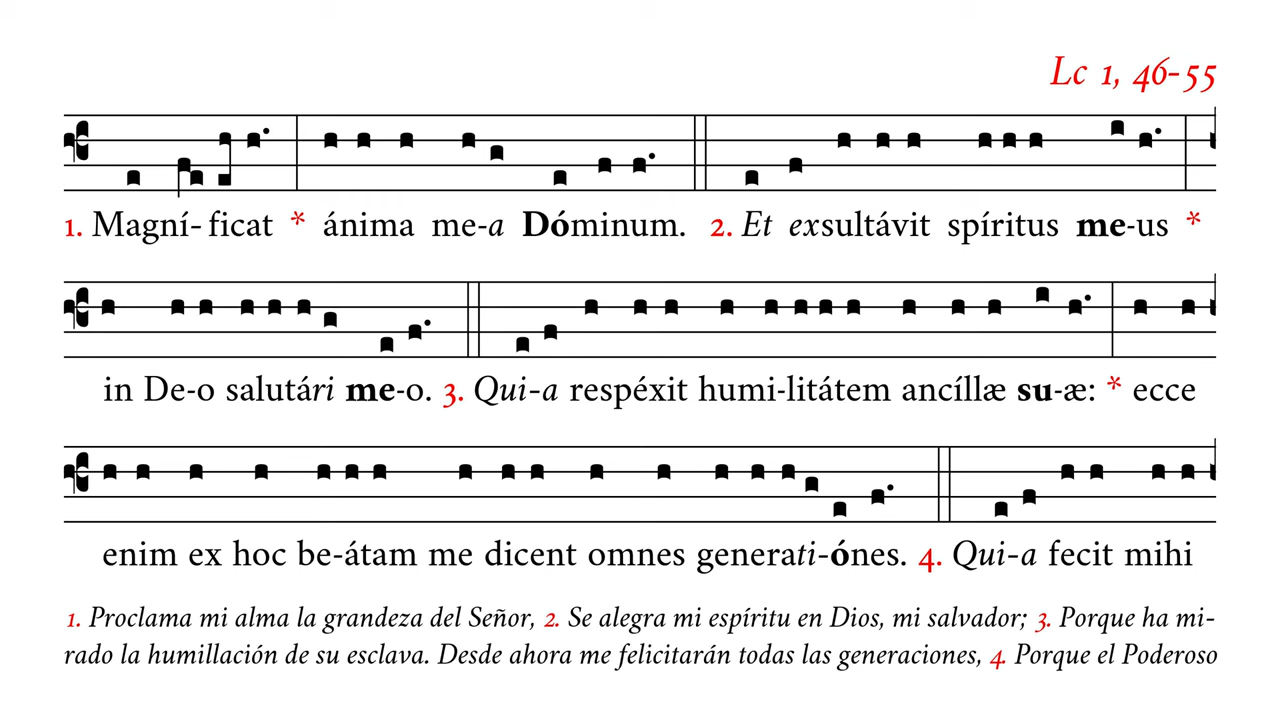 Lc 1, 46-55
1. Magní-ficat * ánima me-a Dóminum. 2. Et exsultávit spíritus me-us *
in De-o salutári me-o. 3. Qui-a respéxit humi-litátem ancíllæ su-æ: * ecce
enim ex hoc be-átam me dicent omnes generati-ónes. 4. Qui-a fecit mihi
1. Proclama mi alma la grandeza del Señor, 2. Se alegra mi espíritu en Dios, mi salvador; 3. Porque ha mi-
rado la humillación de su esclava. Desde ahora me felicitarán todas las generaciones, 4. Porque el Poderoso